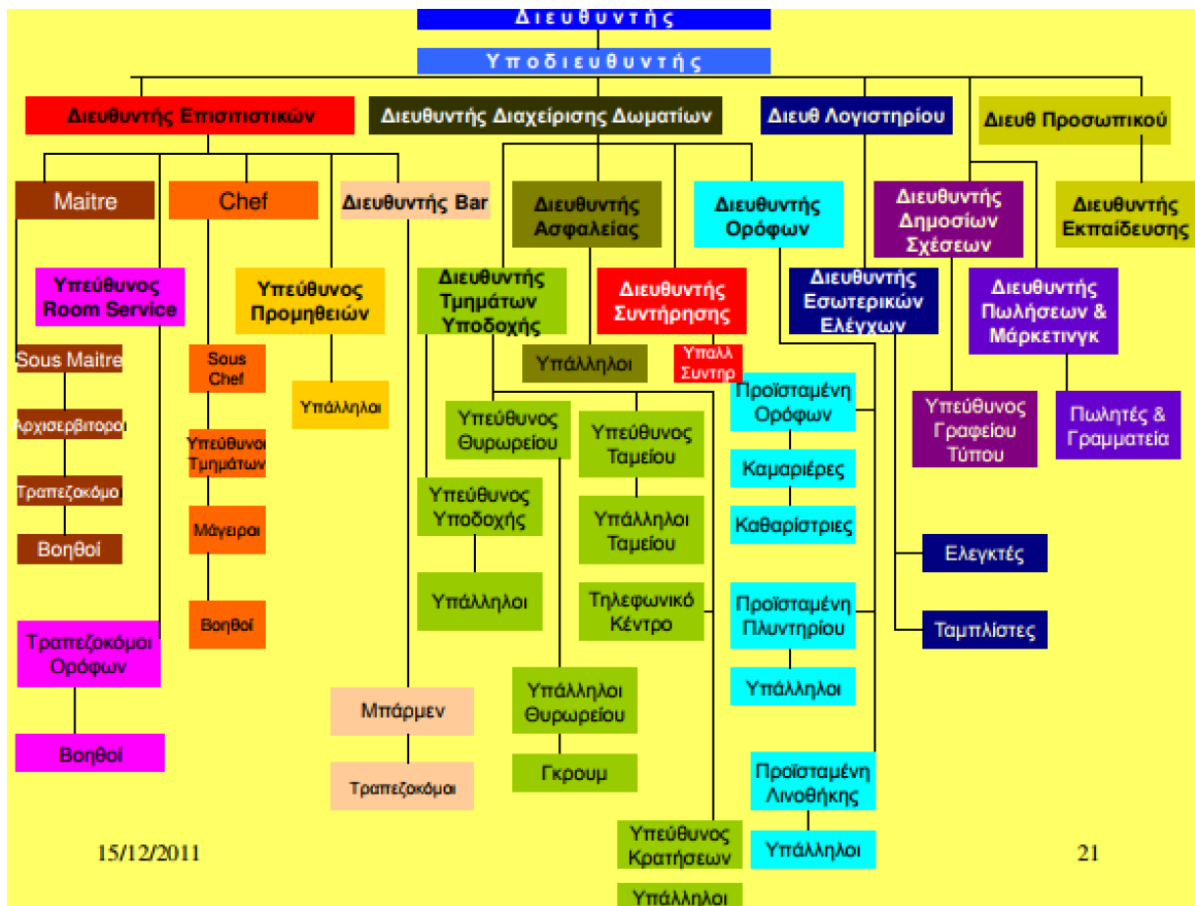 Διευθυντής
Υποδιευθυντής
Διευθυντής Επισιτιστικών
Διευθυντής Διαχείρισης Δωματίων
Διευθ Λογιστηρίου
Διευθ Προσωπικού
Maitre
Chef
Διευθυντής Bar
Διευθυντής
Ασφαλείας
Διευθυντής
Ορόφων
Διευθυντής
Δημοσίων
Σχέσεων
Διευθυντής
Εκπαίδευσης
Υπεύθυνος
Room Service
Υπεύθυνος
Προμηθειών
Διευθυντής
Τμημάτων
Υποδοχής
Διευθυντής
Συντήρησης
Διευθυντής
Εσωτερικών
Ελέγχων
Διευθυντής
Πωλήσεων &
Μάρκετινγκ
Sous Maitre
Sous
Chef
Υπάλληλοι
Υπάλληλοι
Υπαλλ
Συντηρ
Προϊσταμένη
Ορόφων
Υπεύθυνος
Γραφείου
Τύπου
Πωλητές &
Γραμματεία
Αρχισερβιτοροι
Υπεύθυνοι
Τμημάτων
Υπεύθυνος
Θυρωρείου
Υπεύθυνος
Ταμείου
Καμαριέρες
Τραπεζοκόμο
Μάγειροι
Υπεύθυνος
Υποδοχής
Υπάλληλοι
Ταμείου
Καθαρίστριες
Βοηθοί
Βοηθοί
Υπάλληλοι
Τηλεφωνικό
Κέντρο
Προϊσταμένη
Πλυντηρίου
Ελεγκτές
Ταμπλίστες
Τραπεζοκόμοι
Ορόφων
Μπάρμεν
Υπάλληλοι
Θυρωρείου
Υπάλληλοι
Βοηθοί
Τραπεζοκόμοι
Γκρουμ
Προϊσταμένη
Λινοθήκης
Υπεύθυνος
Κρατήσεων
Υπάλληλοι
Υπάλληλοι
15/12/2011
21